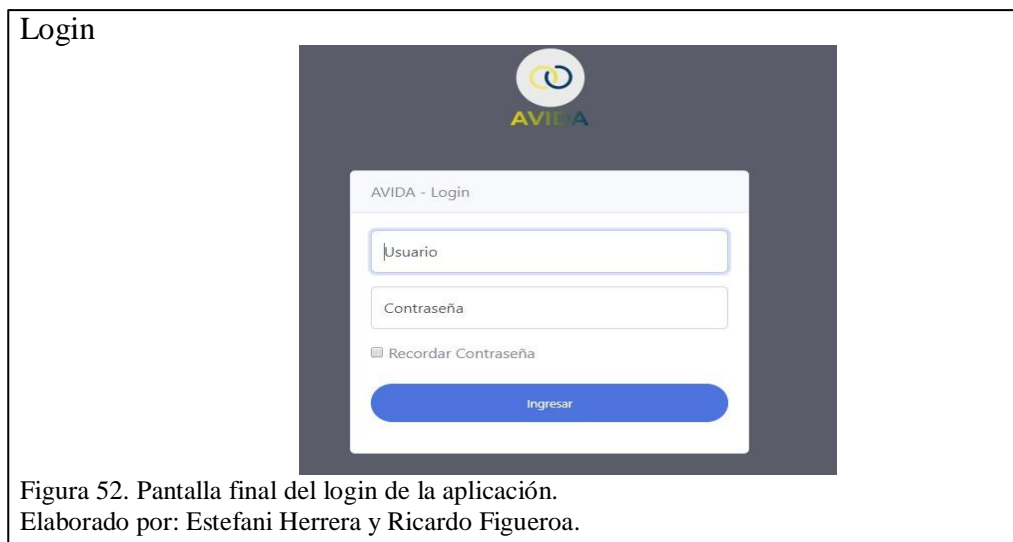 Login
AVIDA
AVIDA - Login
Usuario
Contraseña
Recordar Contraseña
Ingresar
Figura 52. Pantalla final del login de la aplicación.
Elaborado por: Estefani Herrera y Ricardo Figueroa.